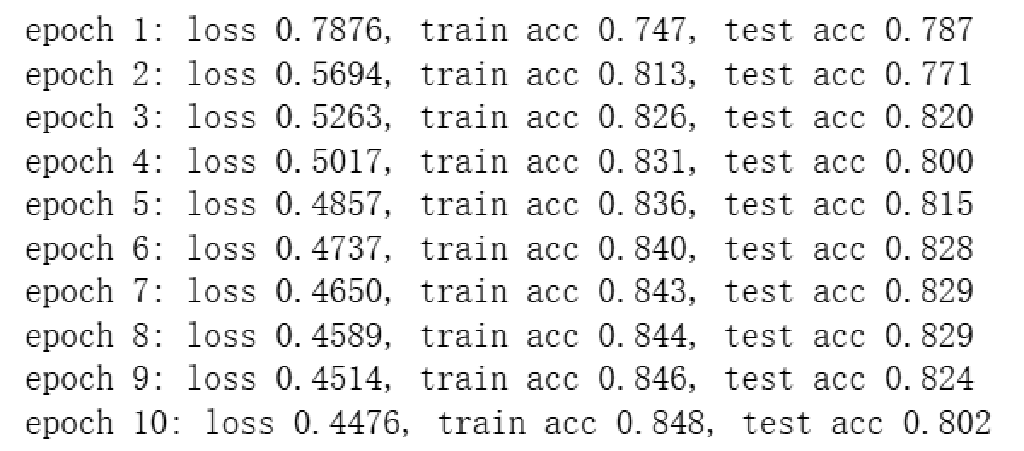 epoch 1: loss 0.7876, train acc 0.747, test acc 0.787
epoch 2: loss 0.5694, train acc 0.813, test acc 0.771
epoch 3: loss 0.5263, train acc 0.826, test acc 0.820
epoch 4: loss 0.5017, train acc 0.831, test acc 0.800
epoch 5: loss 0.4857, train acc 0.836, test acc 0.815
epoch 6: loss 0.4737, train acc 0.840, test acc 0.828
epoch 7: loss 0.4650, train acc 0.843, test acc 0.829
epoch 8: loss 0.4589, train acc 0.844, test acc 0.829
epoch 9: loss 0.4514, train acc 0.846, test acc 0.824
epoch 10: loss 0.4476, train acc 0.848, test acc 0.802